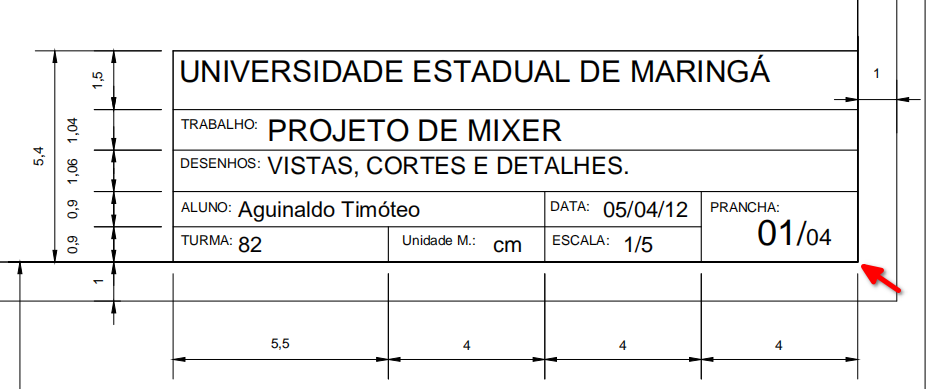 UNIVERSIDADE ESTADUAL DE MARINGÁ
TRABALHO: PROJETO DE MIXER
DESENHOS: VISTAS, CORTES E DETALHES.
ALUNO: Aguinaldo Timóteo DATA: 05/04/12 PRANCHA:
01/04
TURMA: 82 Unidade M.: cm ESCALA: 1/5
5,4
1,5
1,04
1,06
0,9
0,9
1
1
5,5 4 4 4